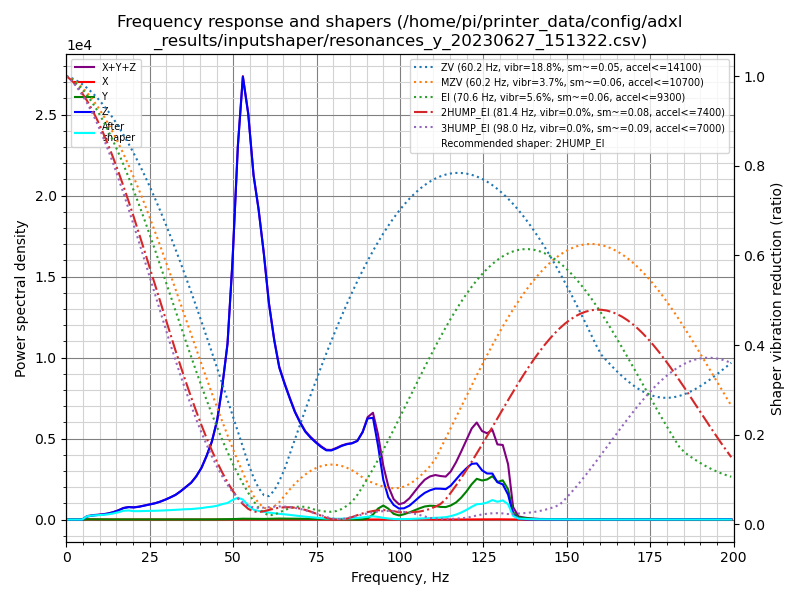 Frequency response and shapers (/home/pi/printer_data/config/adxl
_results/inputshaper/resonances_y_20230627_151322.csv)
1e4
X+Y+Z
X
Y
Z
After
shaper
ZV (60.2 Hz, vibr=18.8%, sm~=0.05, accel<=14100)
MZV (60.2 Hz, vibr=3.7%, sm~=0.06, accel<=10700)
EI (70.6 Hz, vibr=5.6%, sm~=0.06, accel<=9300)
2HUMP_EI (81.4 Hz, vibr=0.0%, sm~=0.08, accel<=7400)
3HUMP_EI (98.0 Hz, vibr=0.0%, sm~=0.09, accel<=7000)
Recommended shaper: 2HUMP_EI
Power spectral density
2.5
2.0
1.5
1.0
0.5
0.0
1.0
0.8
0.6
0.4
0.2
0.0
Shaper vibration reduction (ratio)
0 25 50 75 100 125 150 175 200
Frequency, Hz